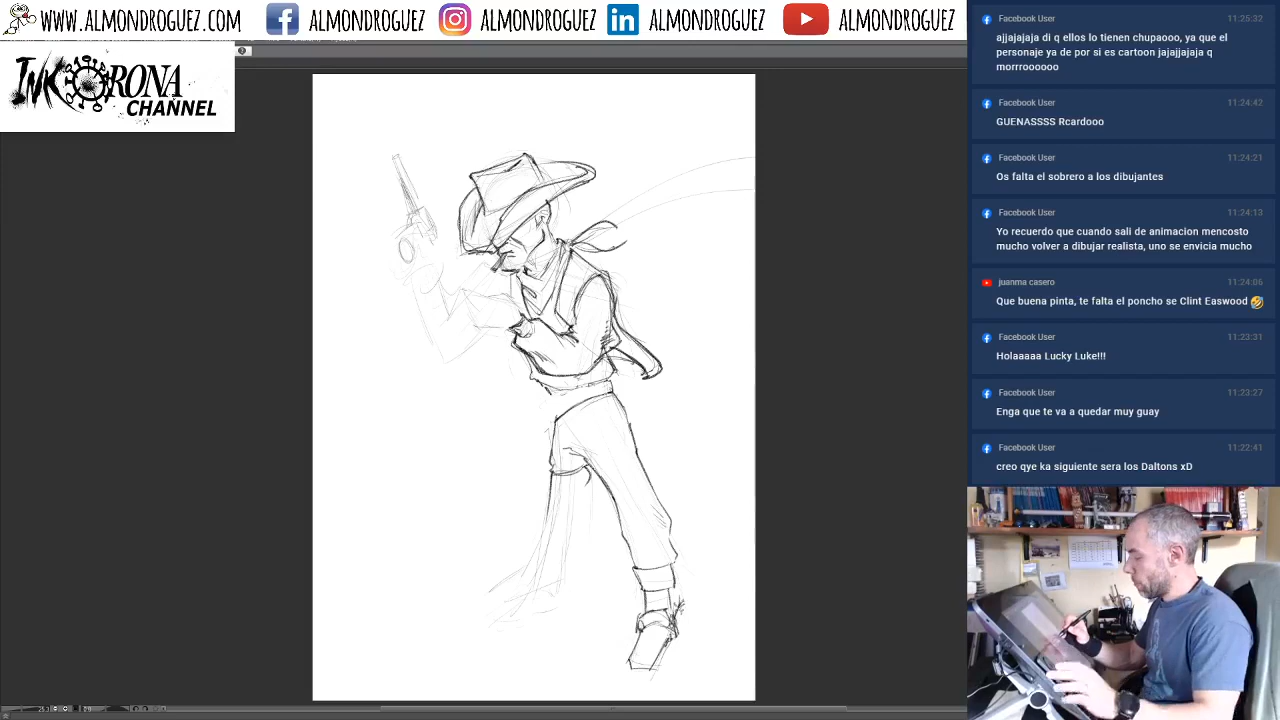 WWW.ALMONDROGUEZ.COM
ALMONDROGUEZ
ALMONDROGUEZ
ALMONDROGUEZ
ALMONDROGUEZ
INKORONA
CHANNEL
Facebook User 11:25:32
ajjajajaja di q ellos lo tienen chupaooo, ya que el
personaje ya de por si es cartoon jajajjajaja q
morrroooooo
Facebook User 11:24:42
GUENASSSS Rcardooo
Facebook User 11:24:21
Os falta el sobrero a los dibujantes
Facebook User 11:24:13
Yo recuerdo que cuando sali de animacion mencosto
mucho volver a dibujar realista, uno se envicia mucho
juanma casero 11:24:06
Que buena pinta, te falta el poncho se Clint Easwood 🤣
Facebook User 11:23:31
Holaaaaa Lucky Luke!!!
Facebook User 11:23:27
Enga que te va a quedar muy guay
Facebook User 11:22:41
creo qye ka siguiente sera los Daltons xD